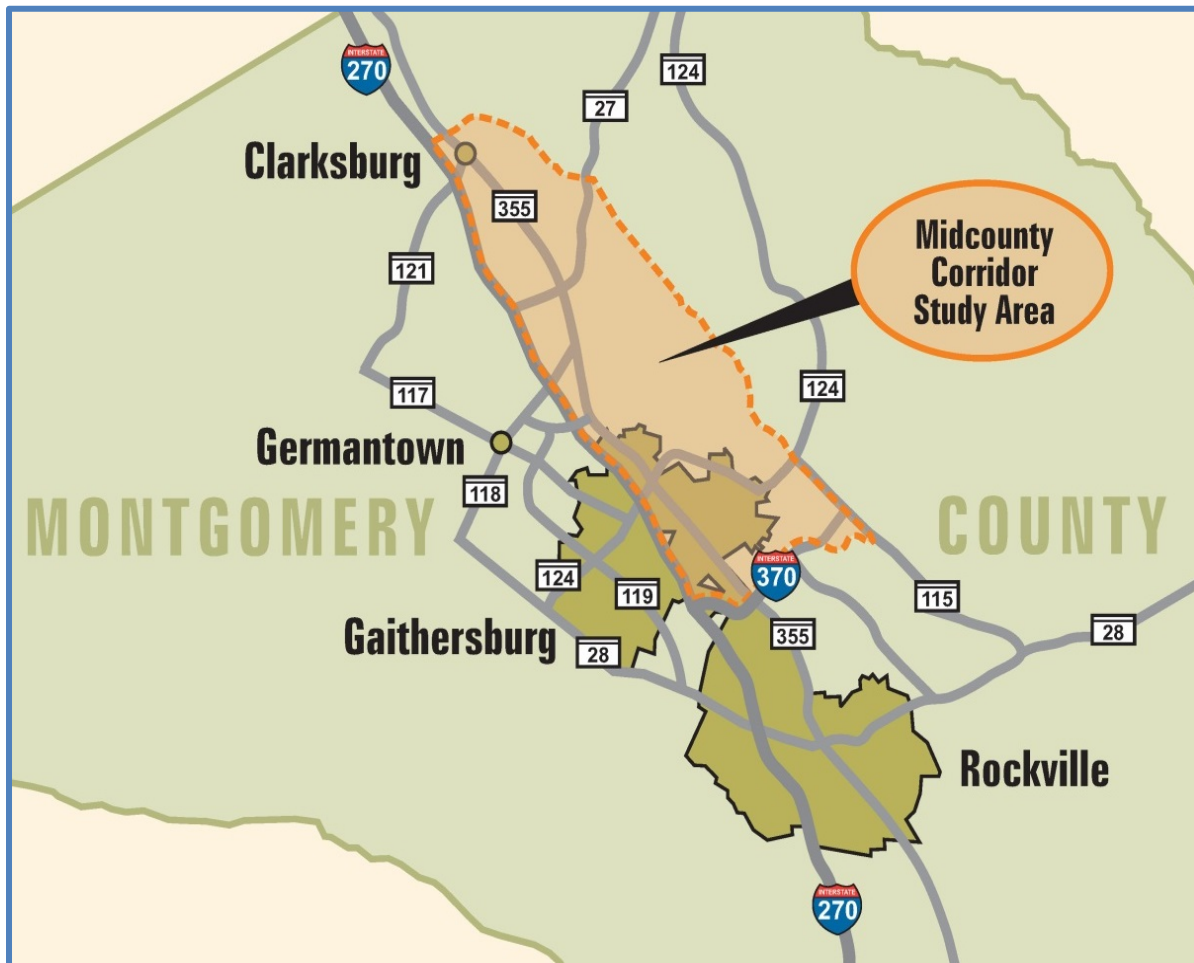 INTERSTATE
270
124
27
Clarksburg
355
Midcounty
Corridor
Study Area
121
117
124
Germantown
118
MONTGOMERY
COUNTY
INTERSTATE
370
124
119
115
Gaithersburg
355
28
28
Rockville
INTERSTATE
270